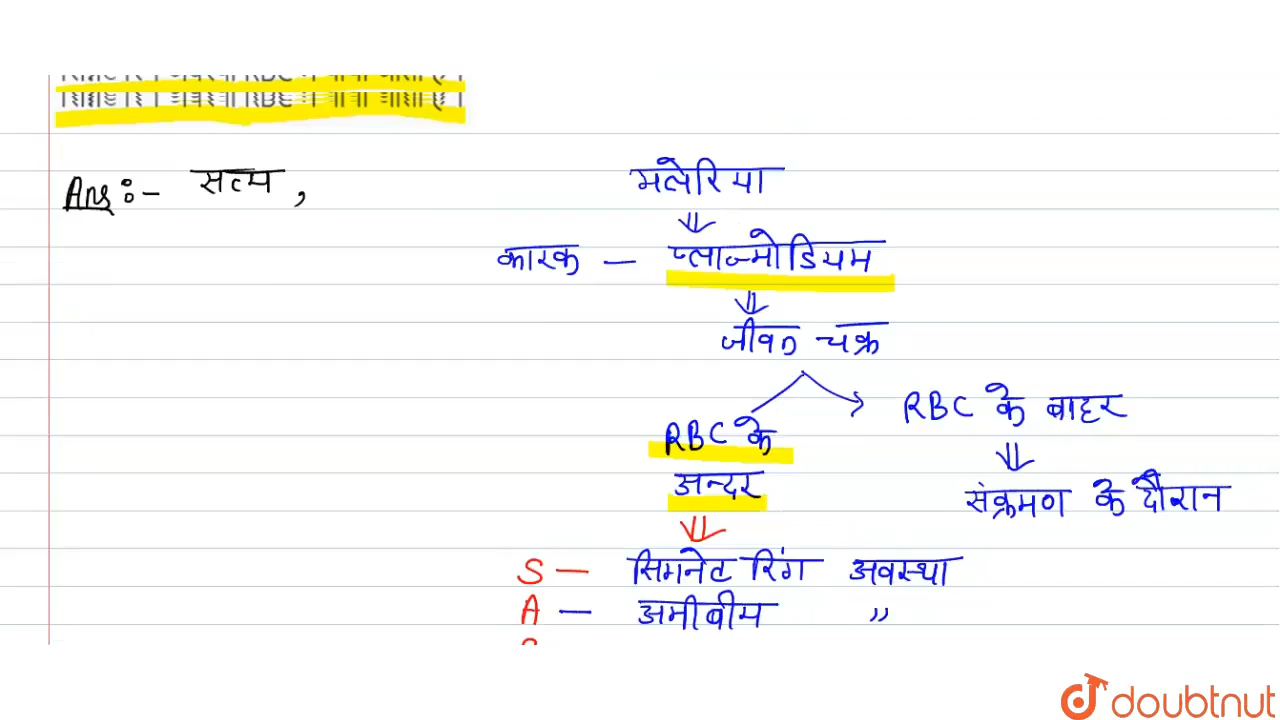 Ans :- सत्य ,
मलेरिया
⇓
कारक — प्लाज्मोडियम
⇓
जीवन चक्र
RBC के अन्दर
RBC के बाहर
⇓
संक्रमण के दौरान
⇓
S — सिगनेट रिंग अवस्था
A — अमीबीय ,,
doubtnut